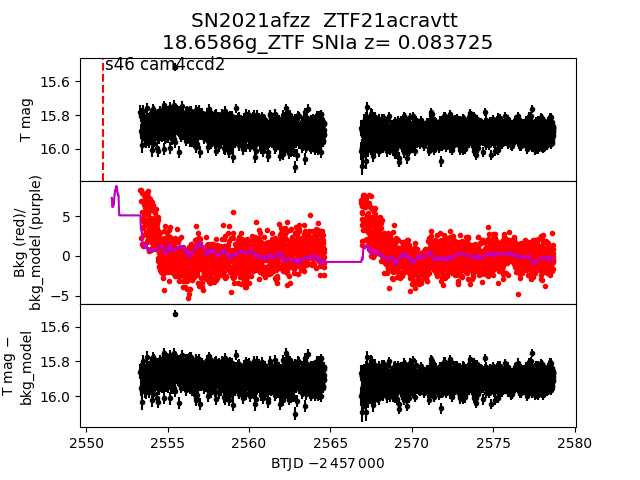 SN2021afzz ZTF21acravtt
18.6586g_ZTF SNIa z= 0.083725
s46 cam4ccd2
15.6
15.8
16.0
T mag
5
0
−5
Bkg (red)/
bkg_model (purple)
15.6
15.8
16.0
T mag −
bkg_model
2550 2555 2560 2565 2570 2575 2580
BTJD −2 457 000